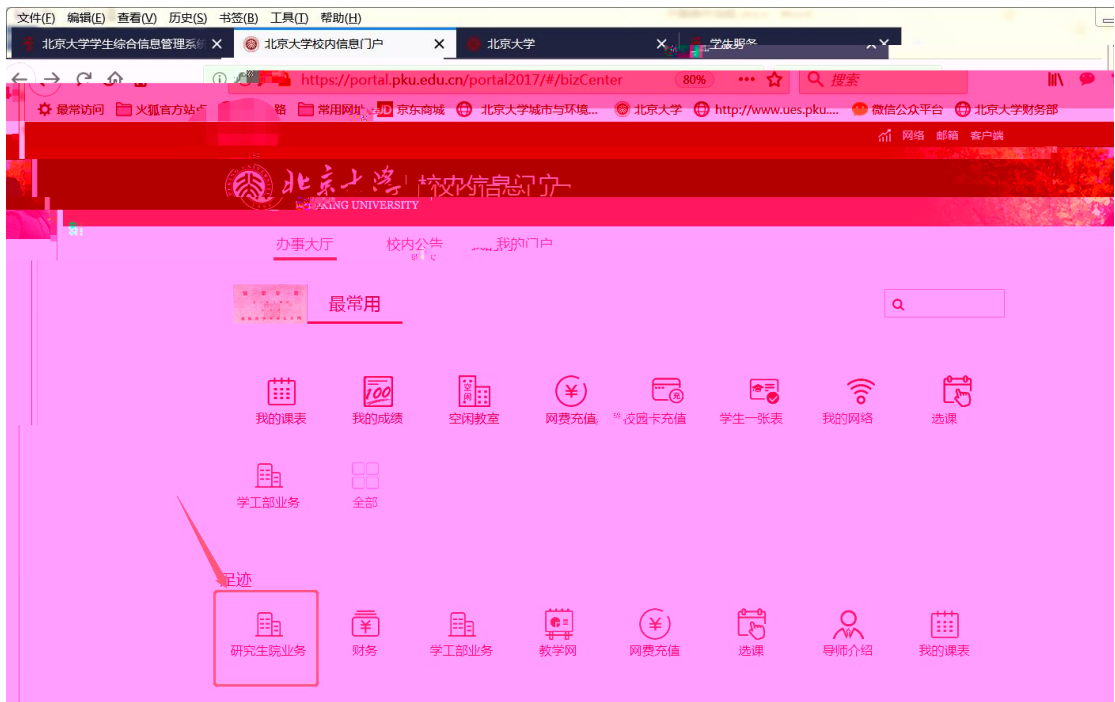 文件(F) 编辑(E) 查看(V) 历史(S) 书签(B) 工具(T) 帮助(H)
北京大学学生综合信息管理系统 北京大学校内信息门户 北京大学 学生服务
https://portal.pku.edu.cn/portal2017/#/bizCenter 80% 搜索
最常访问 火狐官方站点 常用网址 京东商城 北京大学城市与环境... 北京大学 http://www.ues.pku.... 微信公众平台 北京大学财务部
网络 邮箱 客户端
北京大学 校内信息门户
UNIVERSITY
办事大厅 校内公告 我的门户
最常用
我的课表 我的成绩 空闲教室 网费充值 校园卡充值 学生一张表 我的网络 选课
学工部业务 全部
足迹
研究生院业务 财务 学工部业务 教学网 网费充值 选课 导师介绍 我的课表